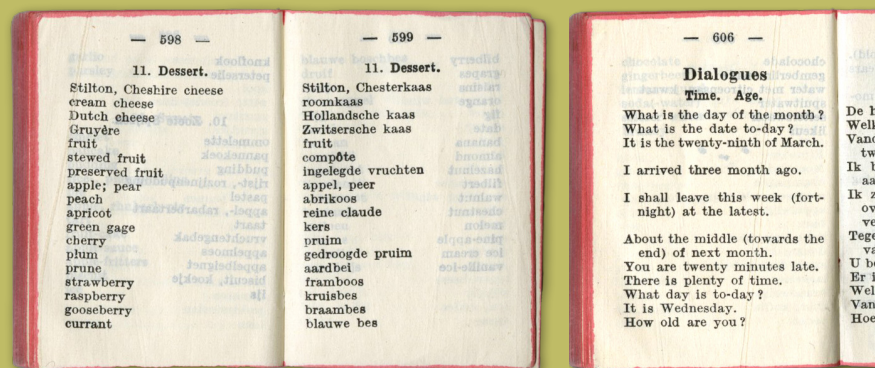 — 598 —
11. Dessert.
Stilton, Cheshire cheese
cream cheese
Dutch cheese
Gruyère
fruit
stewed fruit
preserved fruit
apple; pear
peach
apricot
green gage
cherry
plum
prune
strawberry
raspberry
gooseberry
currant
— 599 —
11. Dessert.
Stilton, Chesterkaas
roomkaas
Hollandsche kaas
Zwitsersche kaas
fruit
compôte
ingelegde vruchten
appel, peer
abrikoos
reine claude
kers
pruim
gedroogde pruim
aardbei
framboos
kruisbes
braambes
blauwe bes
— 606 —
Dialogues
Time. Age.
What is the day of the month?
What is the date to-day?
It is the twenty-ninth of March.
I arrived three month ago.
I shall leave this week (fort-
night) at the latest.
About the middle (towards the
end) of next month.
You are twenty minutes late.
There is plenty of time.
What day is to-day?
It is Wednesday.
How old are you?